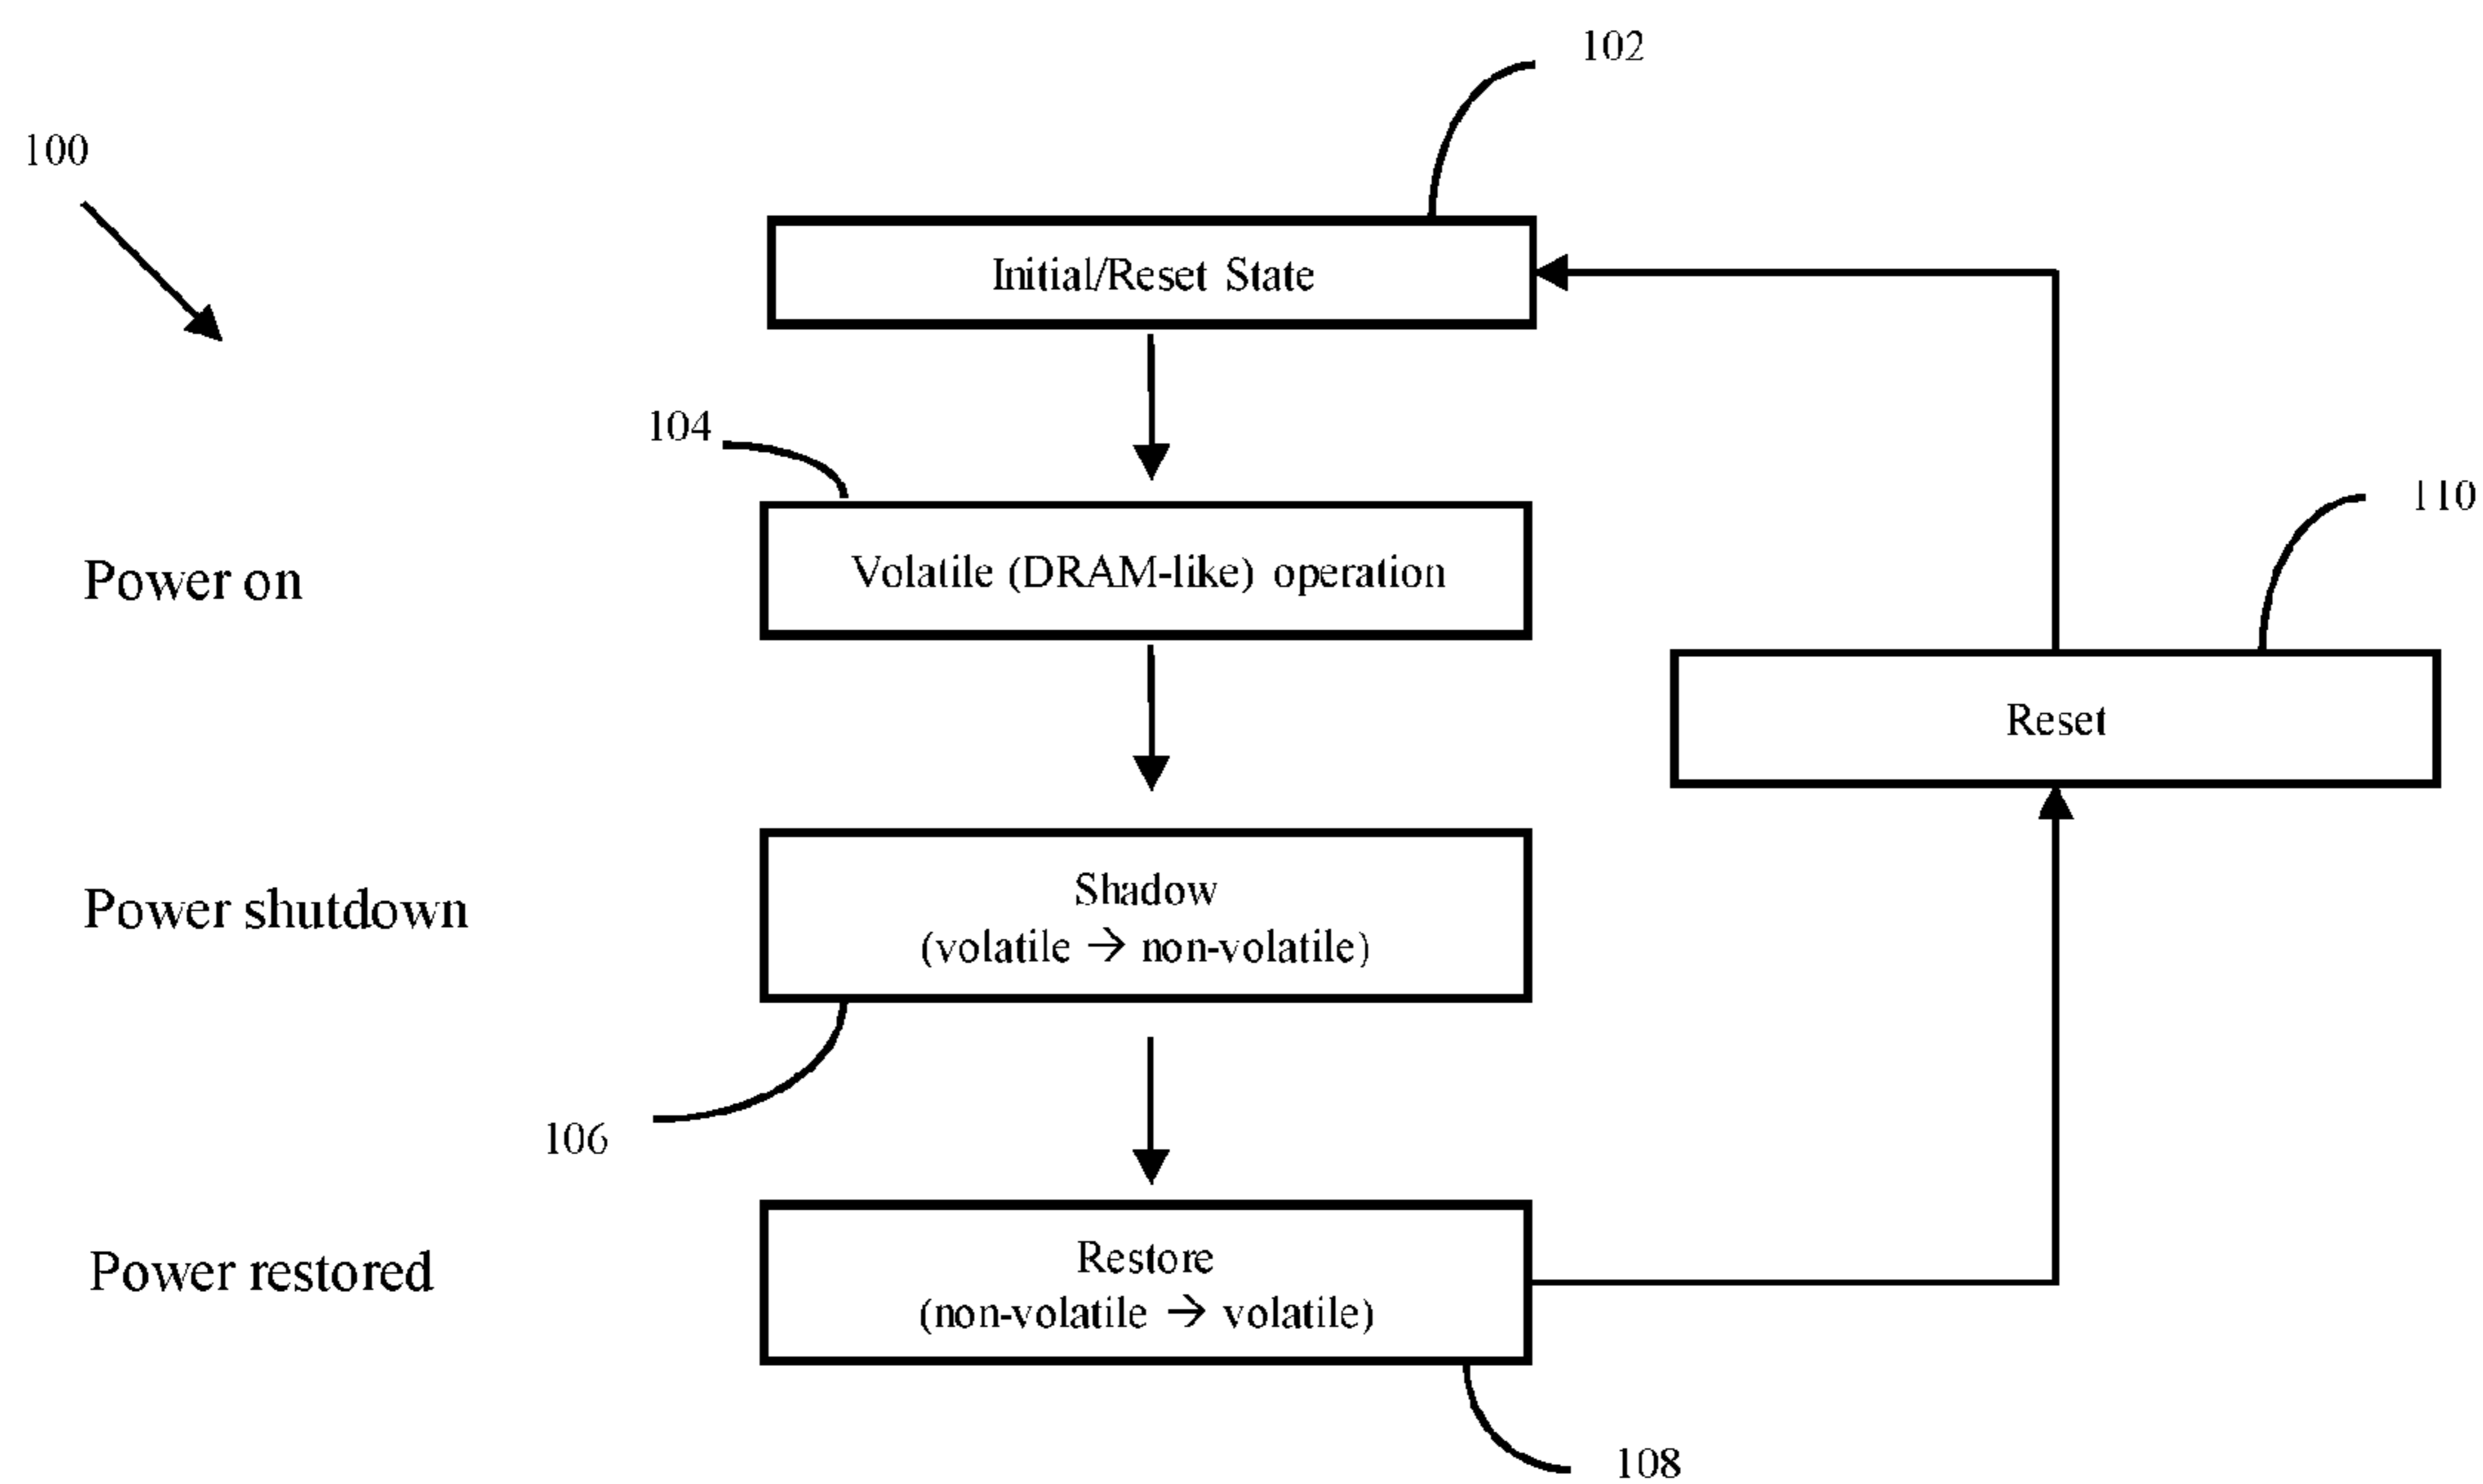 102
100
Initial/Reset State
104
110
Power on
Volatile (DRAM-like) operation
Reset
Power shutdown
Shadow
(volatile → non-volatile)
106
Power restored
Restore
(non-volatile → volatile)
108